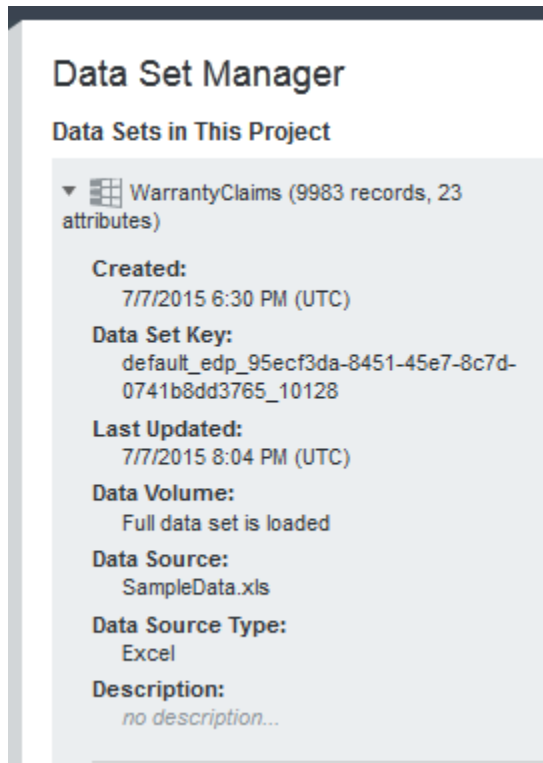 Data Set Manager
Data Sets in This Project
WarrantyClaims (9983 records, 23
attributes)
Created:
7/7/2015 6:30 PM (UTC)
Data Set Key:
default_edp_95ecf3da-8451-45e7-8c7d-
0741b8dd3765_10128
Last Updated:
7/7/2015 8:04 PM (UTC)
Data Volume:
Full data set is loaded
Data Source:
SampleData.xls
Data Source Type:
Excel
Description:
no description...